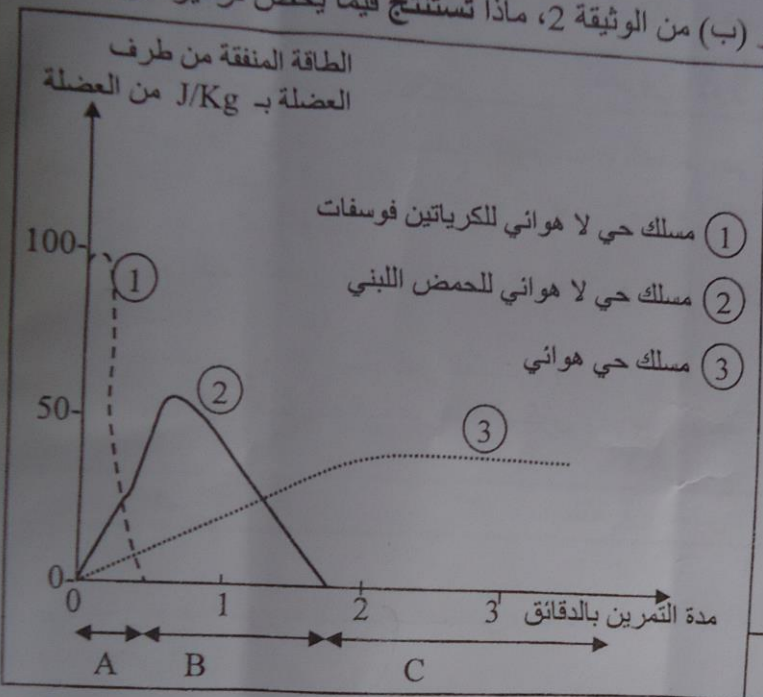 (ب) من الوثيقة 2، ماذا تستنتج فيما يخص
الطاقة المنفقة من طرف
العضلة بـ J/Kg من العضلة
① مسلك حي لا هوائي للكرياتين فوسفات
② مسلك حي لا هوائي للحمض اللبني
③ مسلك حي هوائي
100
①
50
②
③
0
0 1 2 3 مدة التمرين بالدقائق
A B C